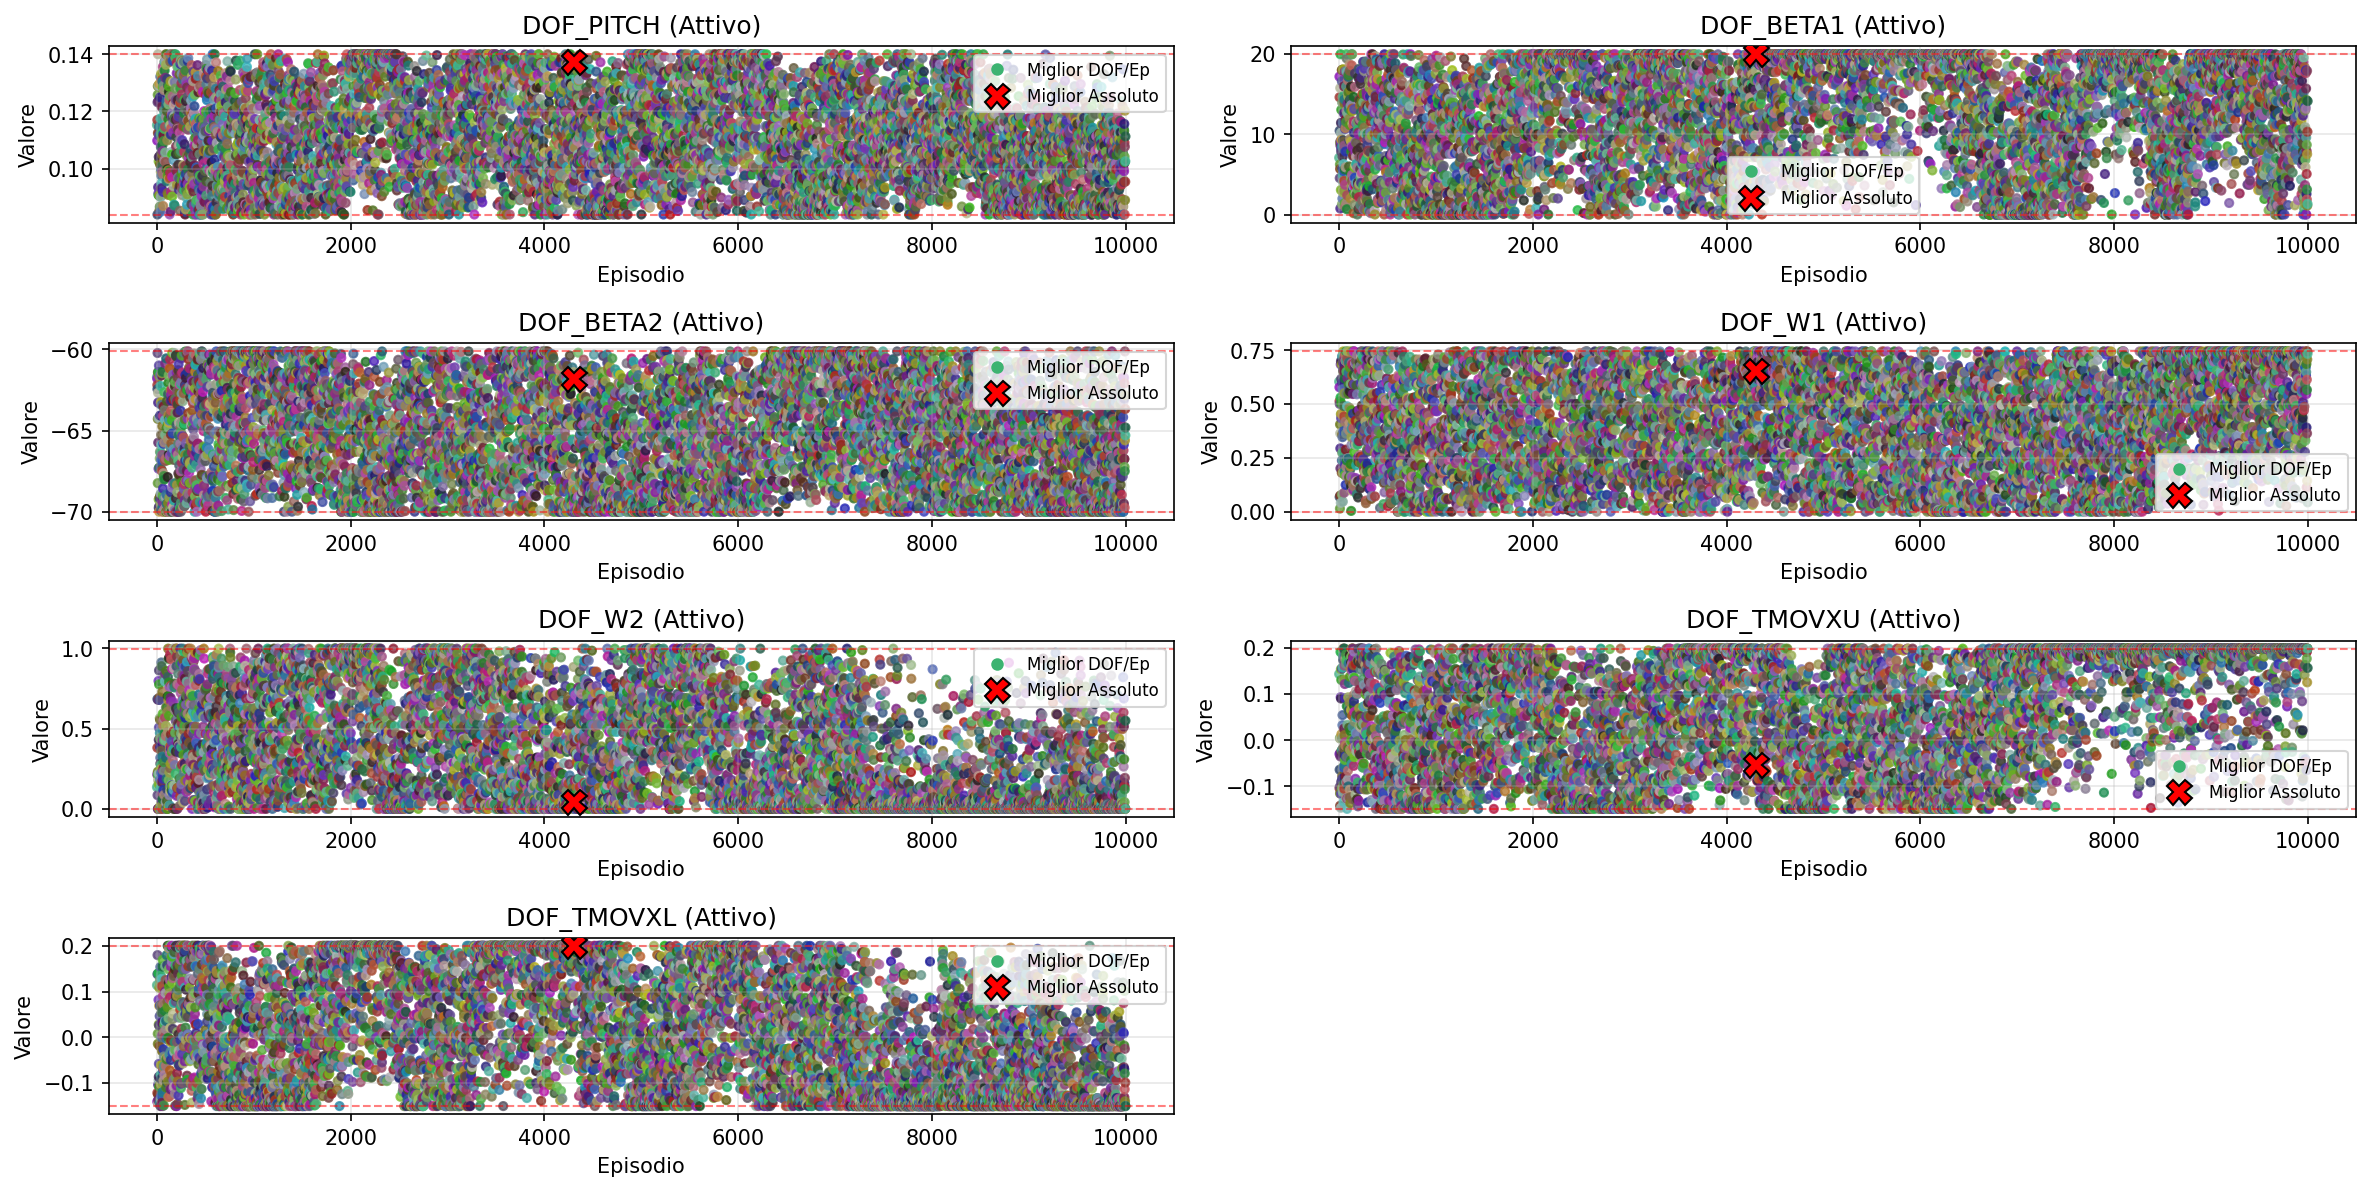 DOF_PITCH (Attivo)
Valore
0.14
0.12
0.10
Miglior DOF/Ep
Miglior Assoluto
0 2000 4000 6000 8000 10000
Episodio
DOF_BETA1 (Attivo)
Valore
20
10
0
Miglior DOF/Ep
Miglior Assoluto
0 2000 4000 6000 8000 10000
Episodio
DOF_BETA2 (Attivo)
Valore
−60
−65
−70
Miglior DOF/Ep
Miglior Assoluto
0 2000 4000 6000 8000 10000
Episodio
DOF_W1 (Attivo)
Valore
0.75
0.50
0.25
0.00
Miglior DOF/Ep
Miglior Assoluto
0 2000 4000 6000 8000 10000
Episodio
DOF_W2 (Attivo)
Valore
1.0
0.5
0.0
Miglior DOF/Ep
Miglior Assoluto
0 2000 4000 6000 8000 10000
Episodio
DOF_TMOVXU (Attivo)
Valore
0.2
0.1
0.0
−0.1
Miglior DOF/Ep
Miglior Assoluto
0 2000 4000 6000 8000 10000
Episodio
DOF_TMOVXL (Attivo)
Valore
0.2
0.1
0.0
−0.1
Miglior DOF/Ep
Miglior Assoluto
0 2000 4000 6000 8000 10000
Episodio